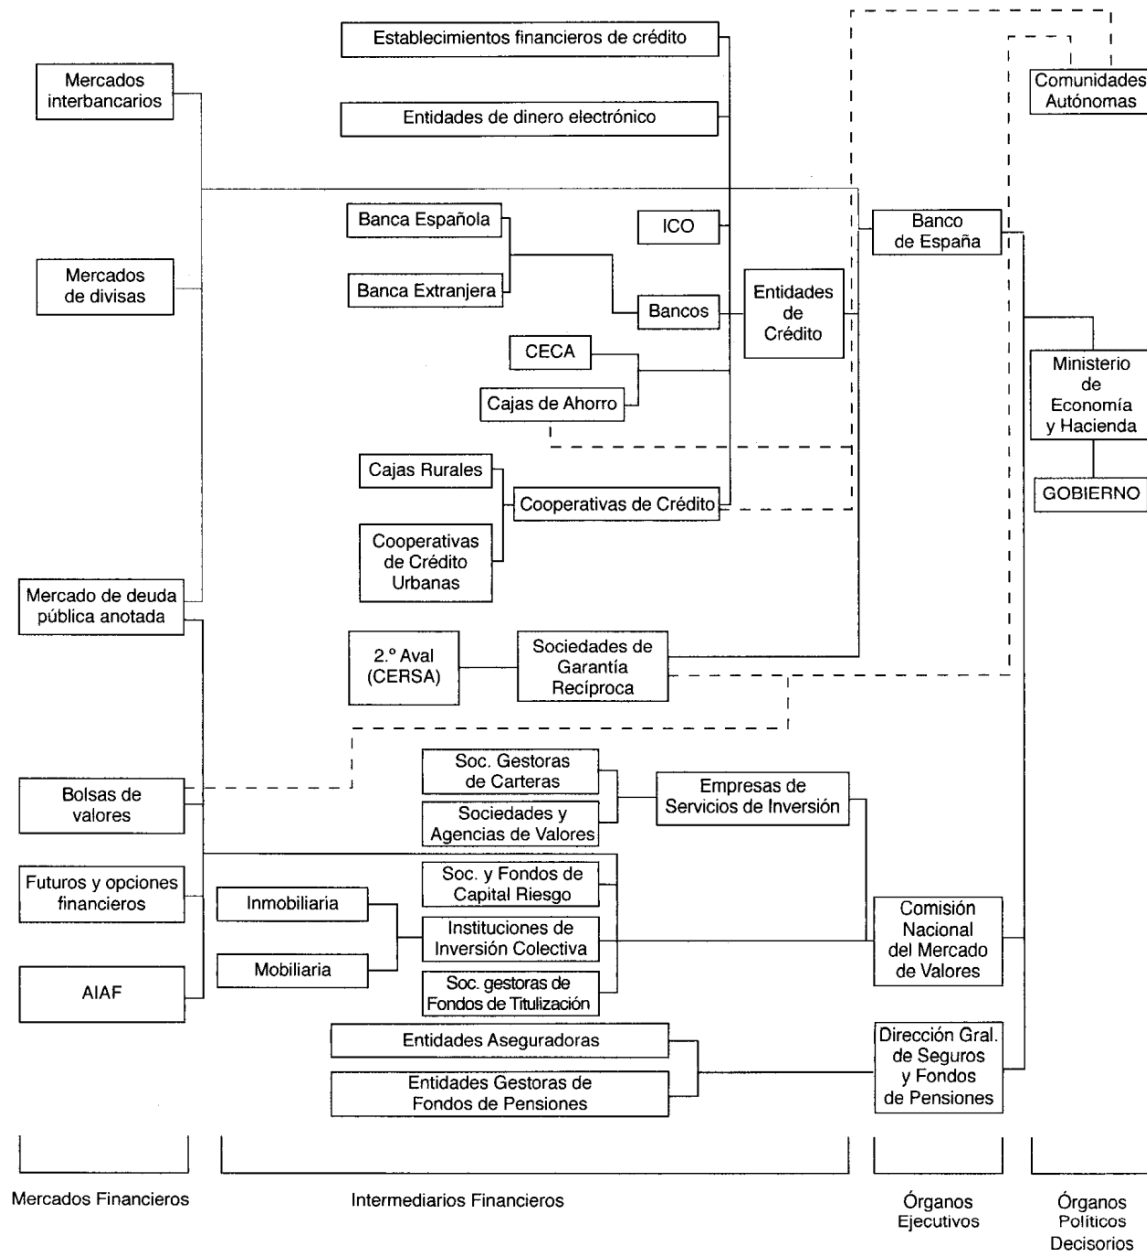 Establecimientos financieros de crédito
Mercados
interbancarios
Comunidades
Autónomas
Entidades de dinero electrónico
Banca Española
ICO
Banco
de España
Mercados
de divisas
Banca Extranjera
Bancos
Entidades
de
Crédito
CECA
Cajas de Ahorro
Ministerio
de
Economía
y Hacienda
GOBIERNO
Cajas Rurales
Cooperativas de Crédito
Cooperativas
de Crédito
Urbanas
Mercado de deuda
pública anotada
2.º Aval
(CERSA)
Sociedades de
Garantía
Recíproca
Bolsas de
valores
Soc. Gestoras
de Carteras
Sociedades y
Agencias de Valores
Empresas de
Servicios de Inversión
Futuros y opciones
financieros
Soc. y Fondos de
Capital Riesgo
Inmobiliaria
Instituciones de
Inversión Colectiva
Mobiliaria
Comisión
Nacional
del Mercado
de Valores
AIAF
Soc. gestoras de
Fondos de Titulización
Entidades Aseguradoras
Entidades Gestoras de
Fondos de Pensiones
Dirección Gral.
de Seguros
y Fondos
de Pensiones
Mercados Financieros
Intermediarios Financieros
Órganos
Ejecutivos
Órganos
Políticos
Decisorios